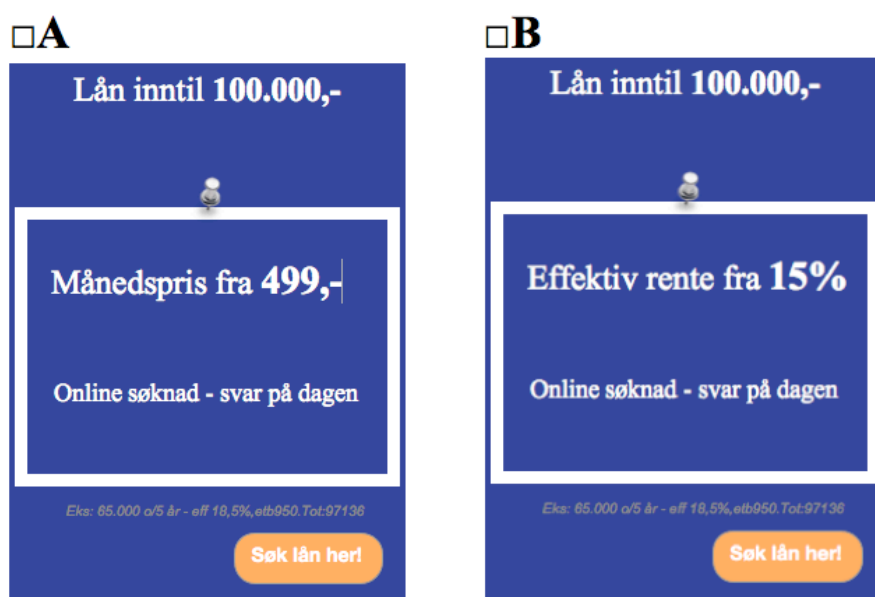 □A
Lån inntil 100.000,-
Månedspris fra 499,-
Online søknad - svar på dagen
Eks: 65.000 o/5 år - eff 18,5%,etb950.Tot:97136
Søk lån her!
□B
Lån inntil 100.000,-
Effektiv rente fra 15%
Online søknad - svar på dagen
Eks: 65.000 o/5 år - eff 18,5%,etb950.Tot:97136
Søk lån her!